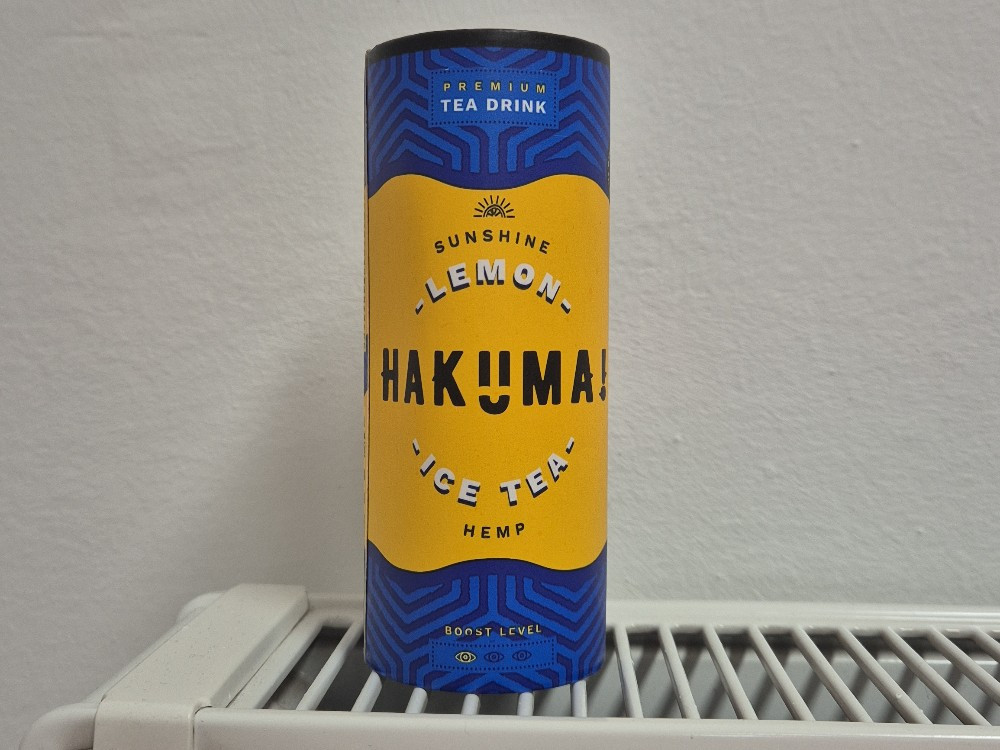 PREMIUM
TEA DRINK
SUNSHINE
-LEMON-
HAKUMA!
-ICE TEA-
HEMP
BOOST LEVEL